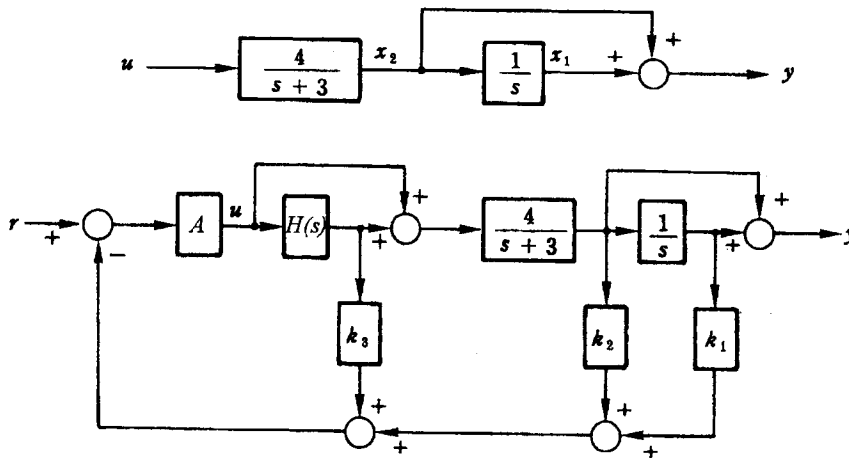 u
4
s + 3
x₂
1
s
x₁
+
+
y
r
+
−
A
u
H(s)
+
+
4
s + 3
1
s
+
+
y
k₃
k₂
k₁
+
+
+
+